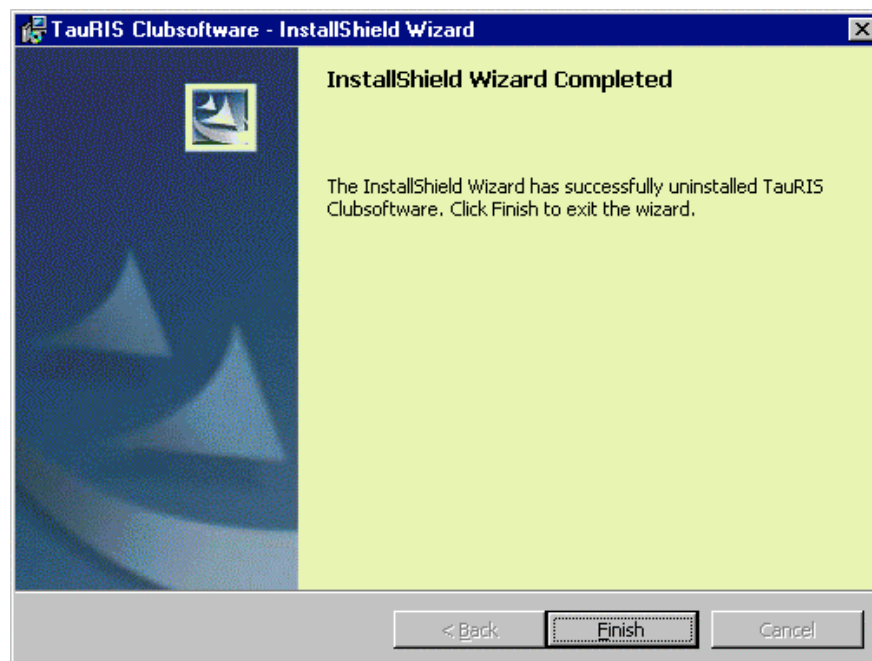 TauRIS Clubsoftware - InstallShield Wizard
InstallShield Wizard Completed
The InstallShield Wizard has successfully uninstalled TauRIS
Clubsoftware. Click Finish to exit the wizard.
< Back Finish Cancel